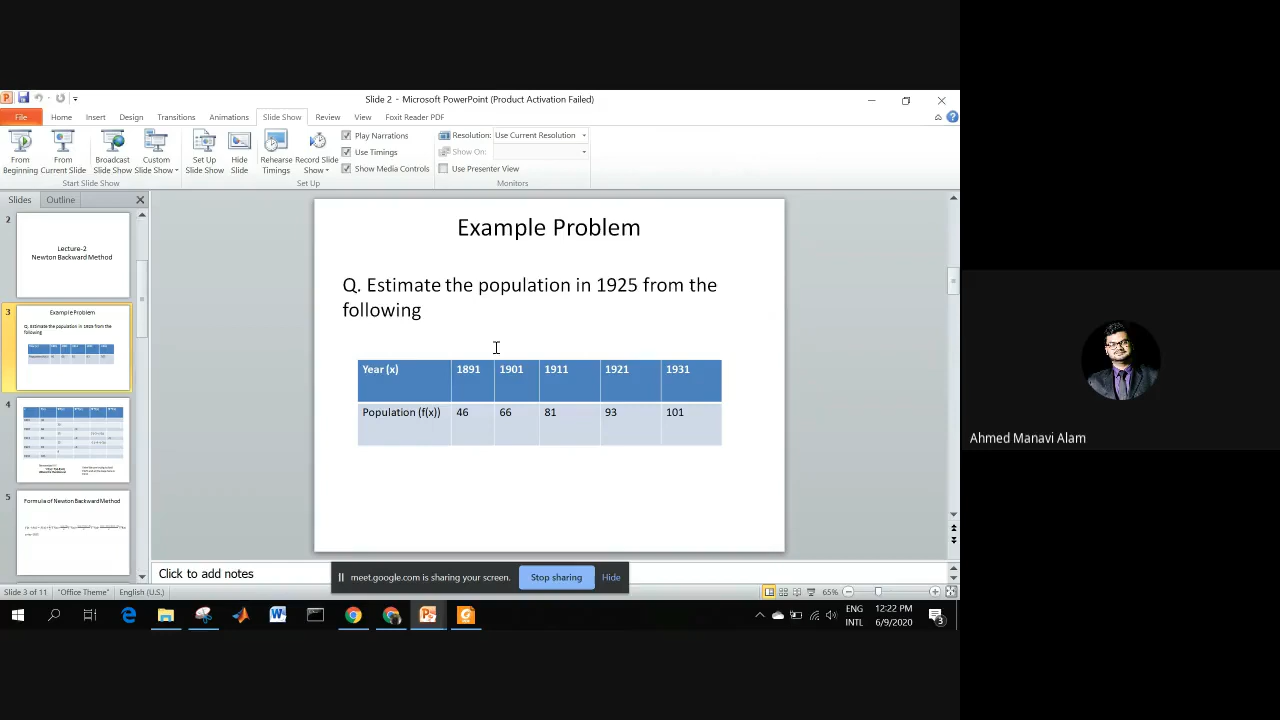 Slide 2 - Microsoft PowerPoint (Product Activation Failed)
File Home Insert Design Transitions Animations Slide Show Review View Foxit Reader PDF
From Beginning
From Current Slide
Broadcast Slide Show
Custom Slide Show
Start Slide Show
Set Up Slide Show
Hide Slide
Rehearse Timings
Record Slide Show
Play Narrations
Use Timings
Show Media Controls
Set Up
Resolution: Use Current Resolution
Show On:
Use Presenter View
Monitors
Slides Outline
2
Lecture-2
Newton Backward Method
3
Example Problem
Q. Estimate the population in 1925 from the
following
4
5
Formula of Newton Backward Method
Example Problem
Q. Estimate the population in 1925 from the
following
Year (x) 1891 1901 1911 1921 1931
Population (f(x)) 46 66 81 93 101
Ahmed Manavi Alam
Click to add notes
meet.google.com is sharing your screen. Stop sharing Hide
Slide 3 of 11 "Office Theme" English (U.S.) 65%
ENG
INTL
12:22 PM
6/9/2020
3